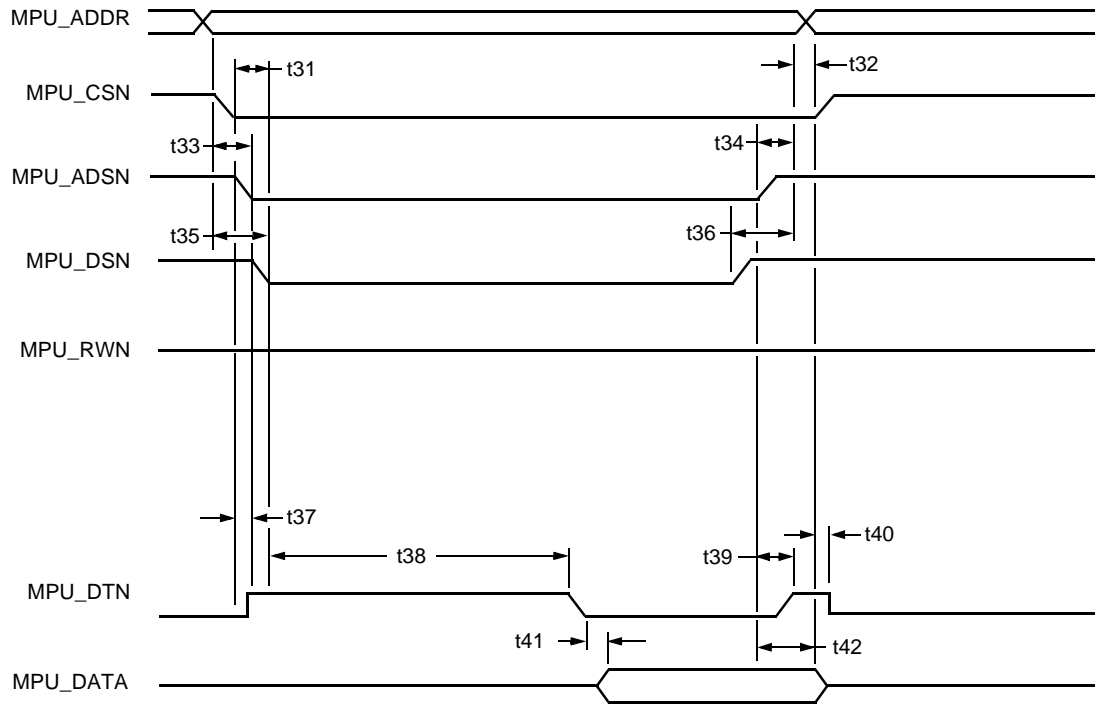 MPU_ADDR
t31
t32
MPU_CSN
t33
t34
MPU_ADSN
t35
t36
MPU_DSN
MPU_RWN
t37
t40
t38
t39
MPU_DTN
t41
t42
MPU_DATA